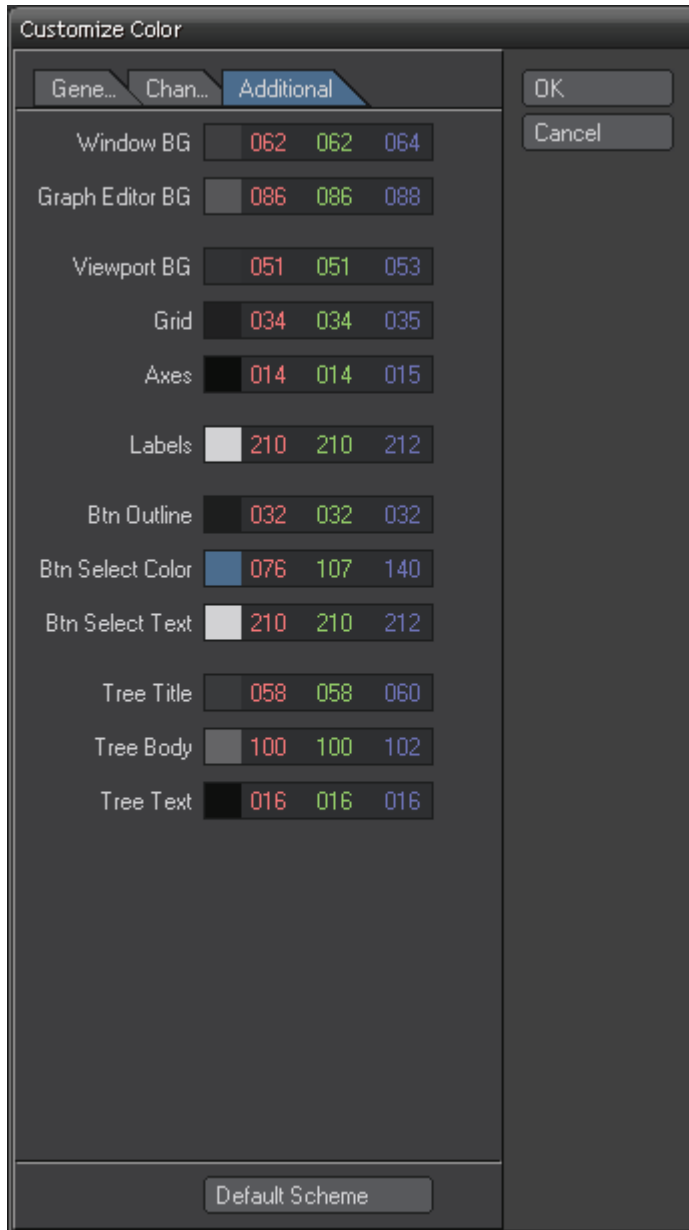 Customize Color
Gene... Chan... Additional
OK
Cancel
Window BG 062 062 064
Graph Editor BG 086 086 088
Viewport BG 051 051 053
Grid 034 034 035
Axes 014 014 015
Labels 210 210 212
Btn Outline 032 032 032
Btn Select Color 076 107 140
Btn Select Text 210 210 212
Tree Title 058 058 060
Tree Body 100 100 102
Tree Text 016 016 016
Default Scheme